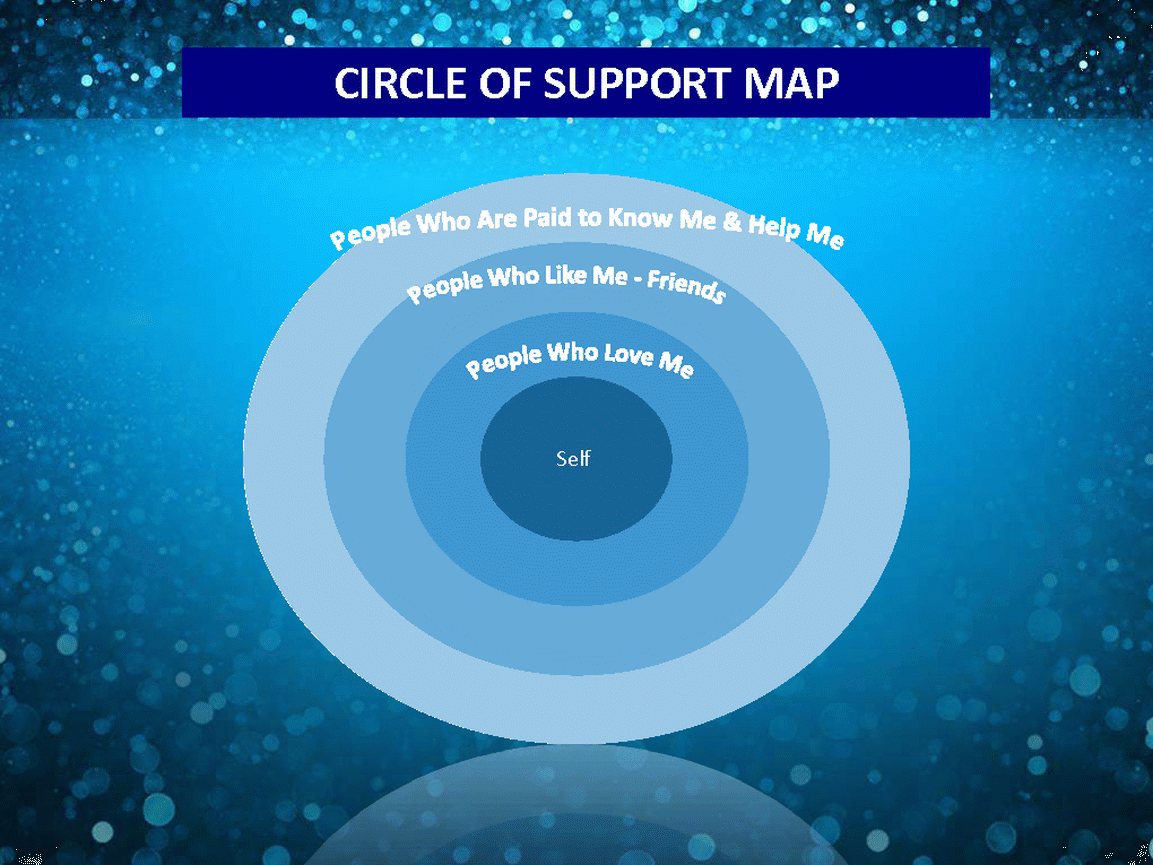 CIRCLE OF SUPPORT MAP
People Who Are Paid to Know Me & Help Me
People Who Like Me - Friends
People Who Love Me
Self